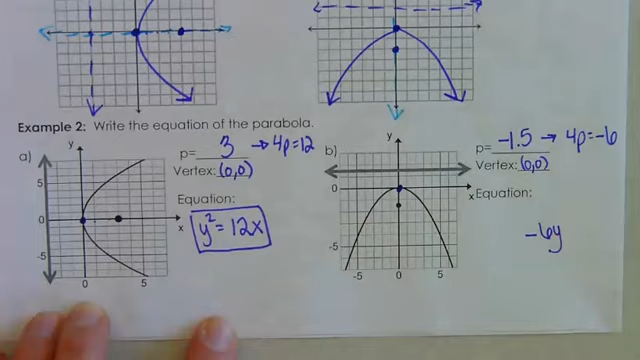 Example 2: Write the equation of the parabola.
a)
y
5
0
-5
0
5
x
p= 3 → 4p=12
Vertex: (0,0)
Equation:
y² = 12x
b)
y
0
-5
-5
0
5
x
p= -1.5 → 4p=-6
Vertex: (0,0)
Equation:
-6y